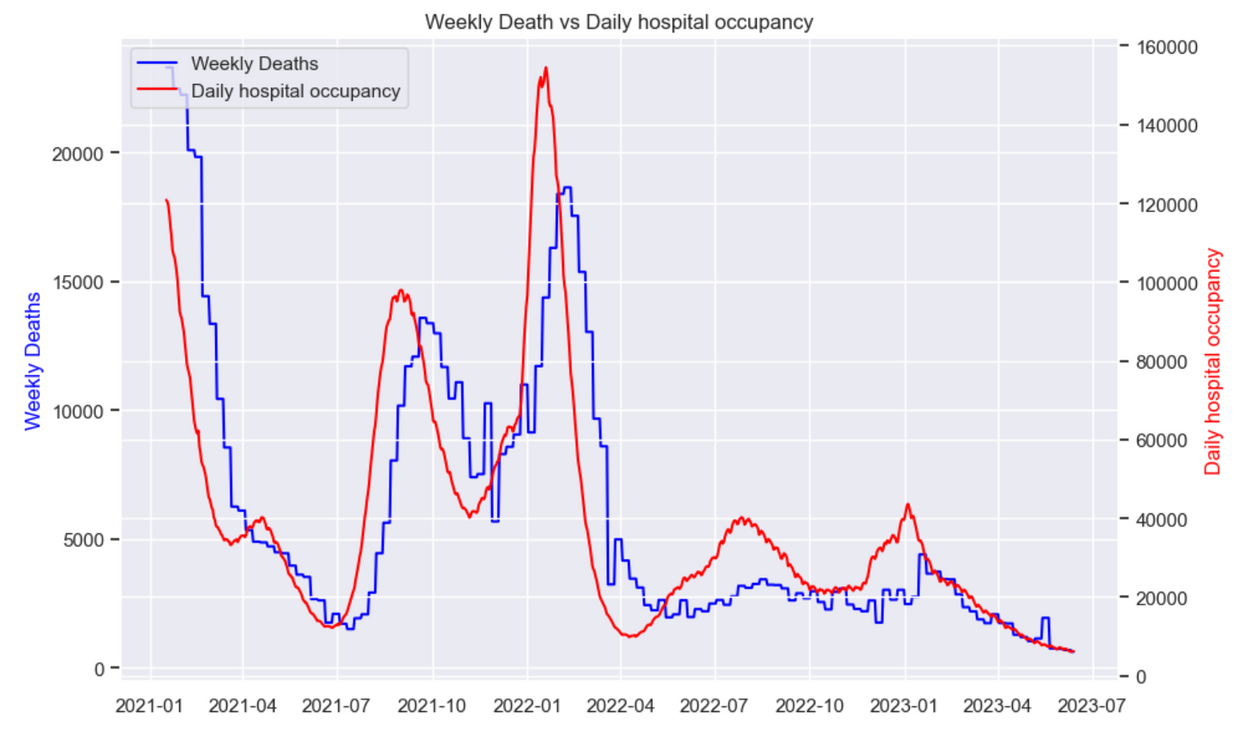 Weekly Death vs Daily hospital occupancy
Weekly Deaths
Daily hospital occupancy
20000
15000
10000
5000
0
Weekly Deaths
160000
140000
120000
100000
80000
60000
40000
20000
0
Daily hospital occupancy
2021-01 2021-04 2021-07 2021-10 2022-01 2022-04 2022-07 2022-10 2023-01 2023-04 2023-07